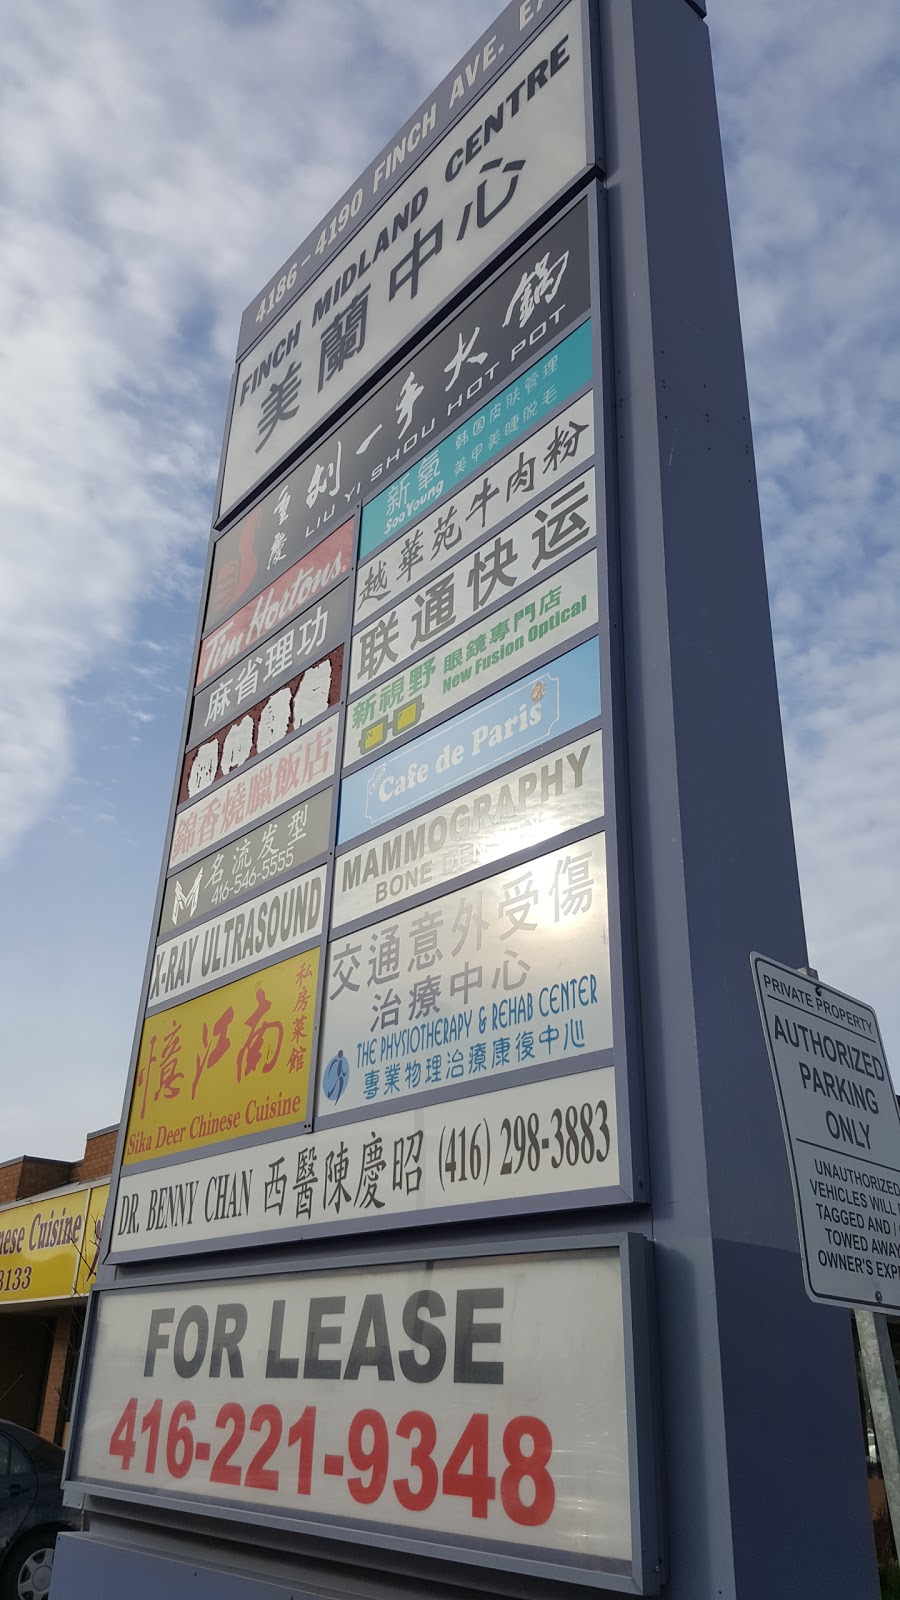 4186-4190 FINCH AVE. EA
FINCH MIDLAND CENTRE
美蘭中心
重慶 刘一手火鍋
LIU YI SHOU HOT POT
新氧 韩国皮肤管理
Soo Young 美甲美睫脱毛
Tim Hortons.
越華苑牛肉粉
麻省理功
联通快运
新視野 眼鏡專門店
New Fusion Optical
錦香燒臘飯店
Cafe de Paris
名流发型
416-546-5555
MAMMOGRAPHY
BONE DENSITY
X-RAY ULTRASOUND
交通意外受傷
治療中心
THE PHYSIOTHERAPY & REHAB CENTER
專業物理治療康復中心
憶江南 私房菜館
Sika Deer Chinese Cuisine
DR. BENNY CHAN 西醫陳慶昭 (416) 298-3883
FOR LEASE
416-221-9348
PRIVATE PROPERTY
AUTHORIZED
PARKING
ONLY
UNAUTHORIZED
VEHICLES WILL
TAGGED AND/
TOWED AWAY
OWNER'S EXP
nese Cuisine
3133